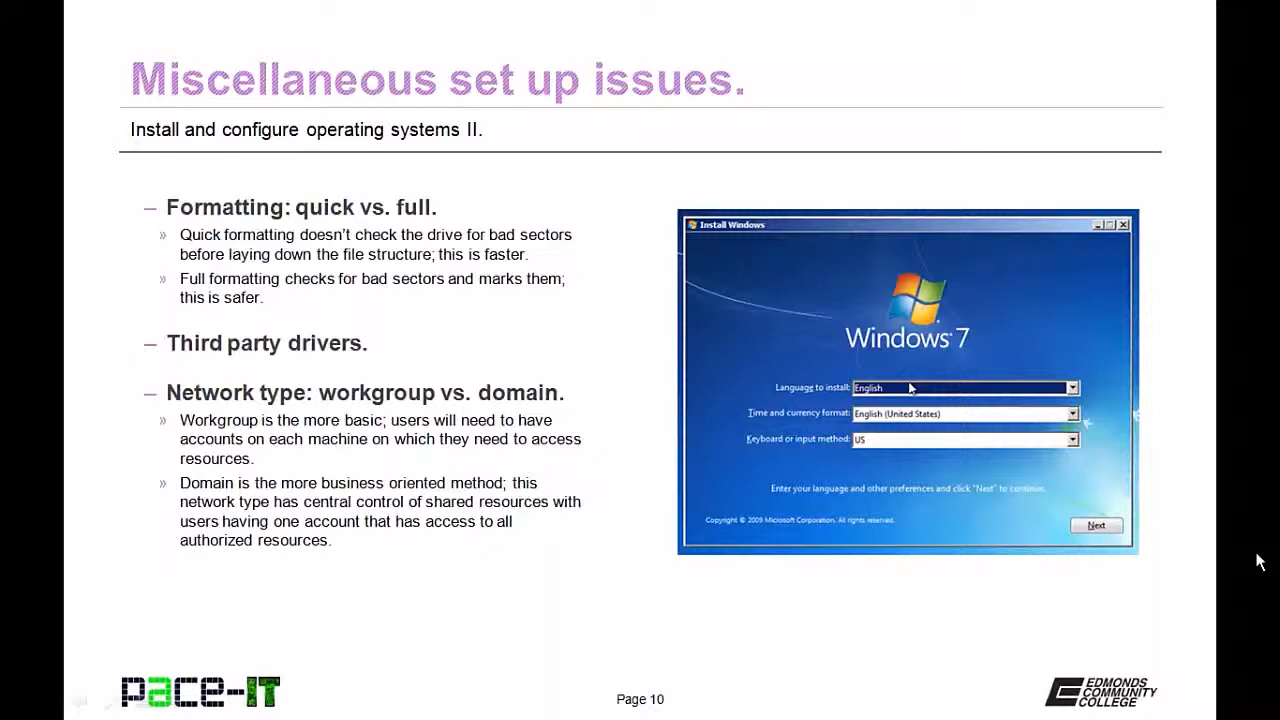 Miscellaneous set up issues.
Install and configure operating systems II.
– Formatting: quick vs. full.
» Quick formatting doesn't check the drive for bad sectors
before laying down the file structure; this is faster.
» Full formatting checks for bad sectors and marks them;
this is safer.
– Third party drivers.
– Network type: workgroup vs. domain.
» Workgroup is the more basic; users will need to have
accounts on each machine on which they need to access
resources.
» Domain is the more business oriented method; this
network type has central control of shared resources with
users having one account that has access to all
authorized resources.
Install Windows
Windows 7
Language to install: English
Time and currency format: English (United States)
Keyboard or input method: US
Enter your language and other preferences and click "Next" to continue.
Copyright © 2009 Microsoft Corporation. All rights reserved.
Next
pace-IT
Page 10
EDMONDS
COMMUNITY
COLLEGE